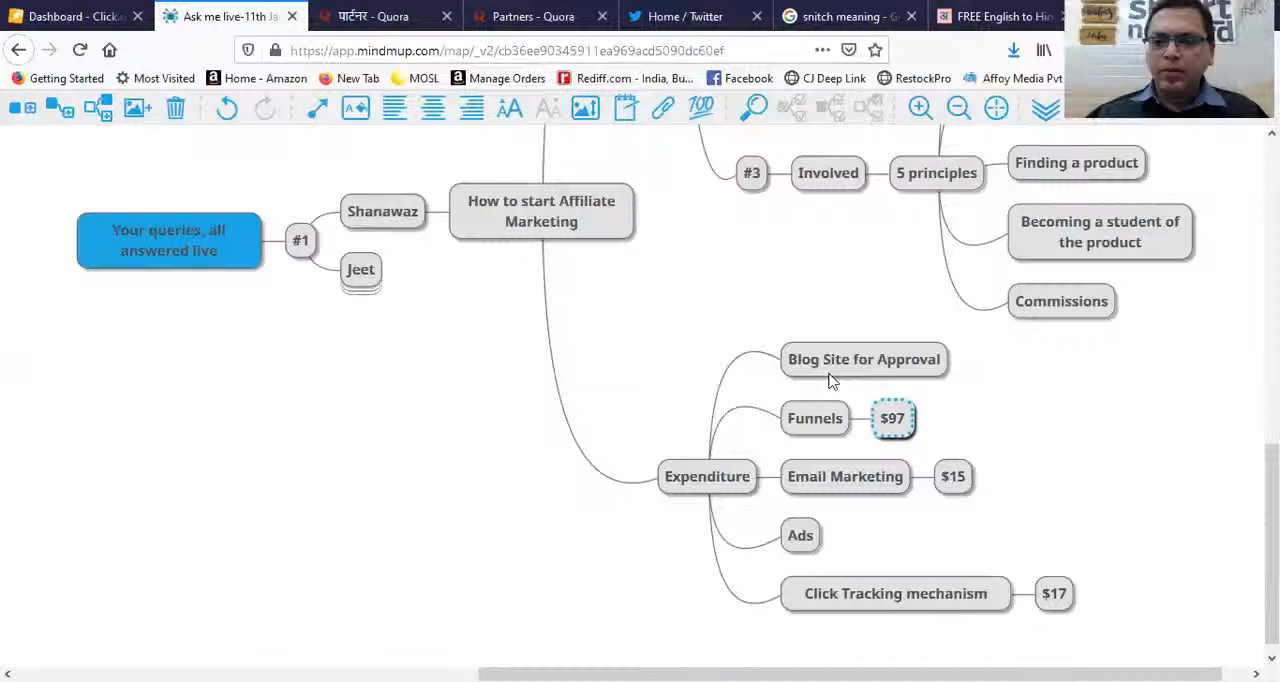 Dashboard - Click
Ask me live-11th Ja
पार्टनर - Quora
Partners - Quora
Home / Twitter
snitch meaning - G
FREE English to Hin
https://app.mindmup.com/map/_v2/cb36ee90345911ea969acd5090dc60ef
Getting Started
Most Visited
Home - Amazon
New Tab
MOSL
Manage Orders
Rediff.com - India, Bu...
Facebook
CJ Deep Link
RestockPro
Affoy Media Pvt
100
#3
Involved
5 principles
Finding a product
Becoming a student of
the product
Commissions
Your queries, all
answered live
#1
Shanawaz
Jeet
How to start Affiliate
Marketing
Expenditure
Blog Site for Approval
Funnels
$97
Email Marketing
$15
Ads
Click Tracking mechanism
$17